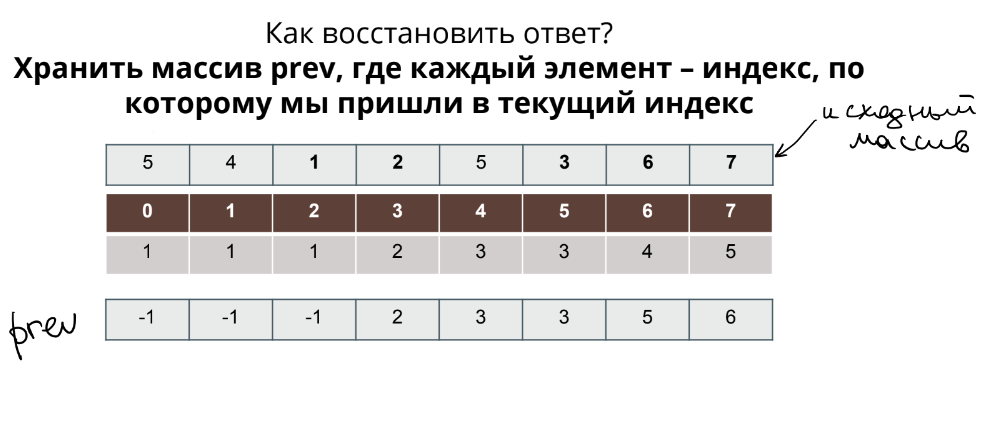 Как восстановить ответ?
Хранить массив prev, где каждый элемент – индекс, по
которому мы пришли в текущий индекс
исходный
массив
5 4 1 2 5 3 6 7
0 1 2 3 4 5 6 7
1 1 1 2 3 3 4 5
prev
-1 -1 -1 2 3 3 5 6